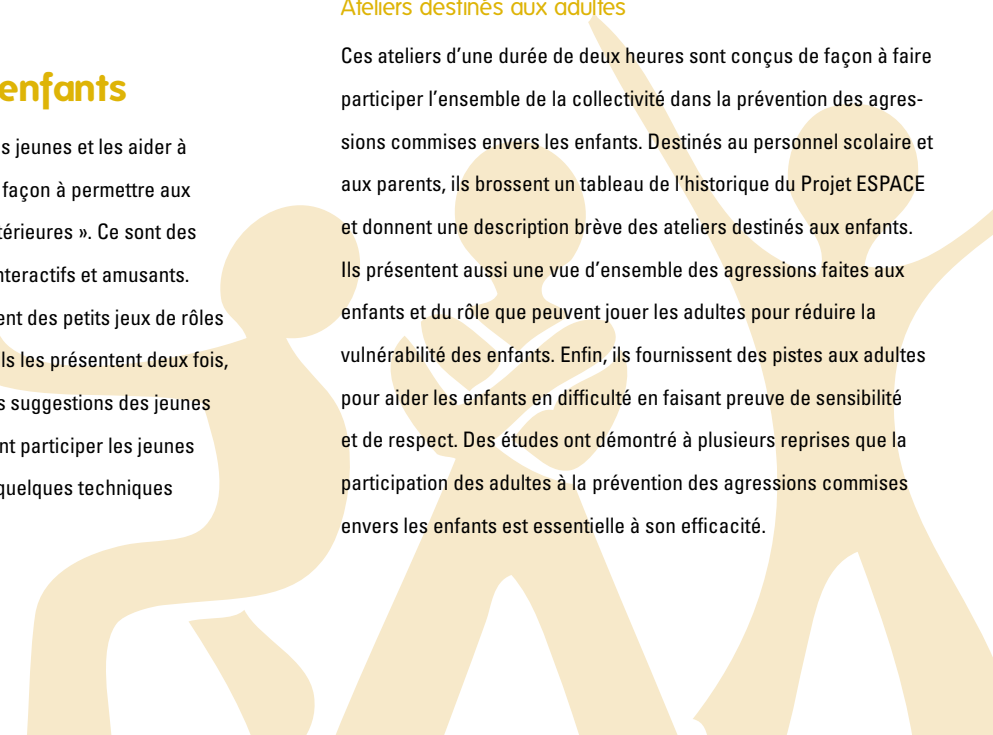 enfants
s jeunes et les aider à
façon à permettre aux
térieures ». Ce sont des
nteractifs et amusants.
ent des petits jeux de rôles
ls les présentent deux fois,
s suggestions des jeunes
nt participer les jeunes
quelques techniques
Ateliers destinés aux adultes
Ces ateliers d’une durée de deux heures sont conçus de façon à faire
participer l’ensemble de la collectivité dans la prévention des agres-
sions commises envers les enfants. Destinés au personnel scolaire et
aux parents, ils brossent un tableau de l’historique du Projet ESPACE
et donnent une description brève des ateliers destinés aux enfants.
Ils présentent aussi une vue d’ensemble des agressions faites aux
enfants et du rôle que peuvent jouer les adultes pour réduire la
vulnérabilité des enfants. Enfin, ils fournissent des pistes aux adultes
pour aider les enfants en difficulté en faisant preuve de sensibilité
et de respect. Des études ont démontré à plusieurs reprises que la
participation des adultes à la prévention des agressions commises
envers les enfants est essentielle à son efficacité.